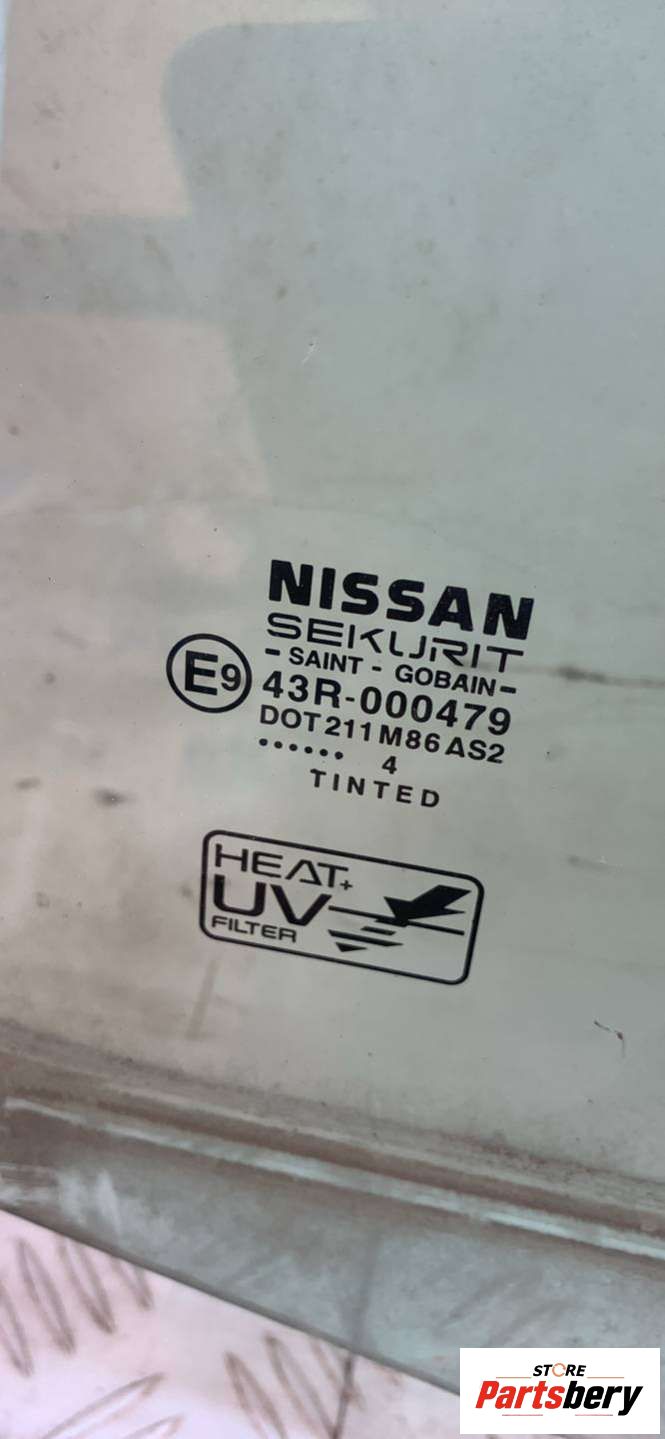 NISSAN
SEKURIT
- SAINT - GOBAIN -
E9
43R-000479
DOT 211 M86 AS2
...... 4
TINTED
HEAT+
UV
FILTER
STORE
Partsbery